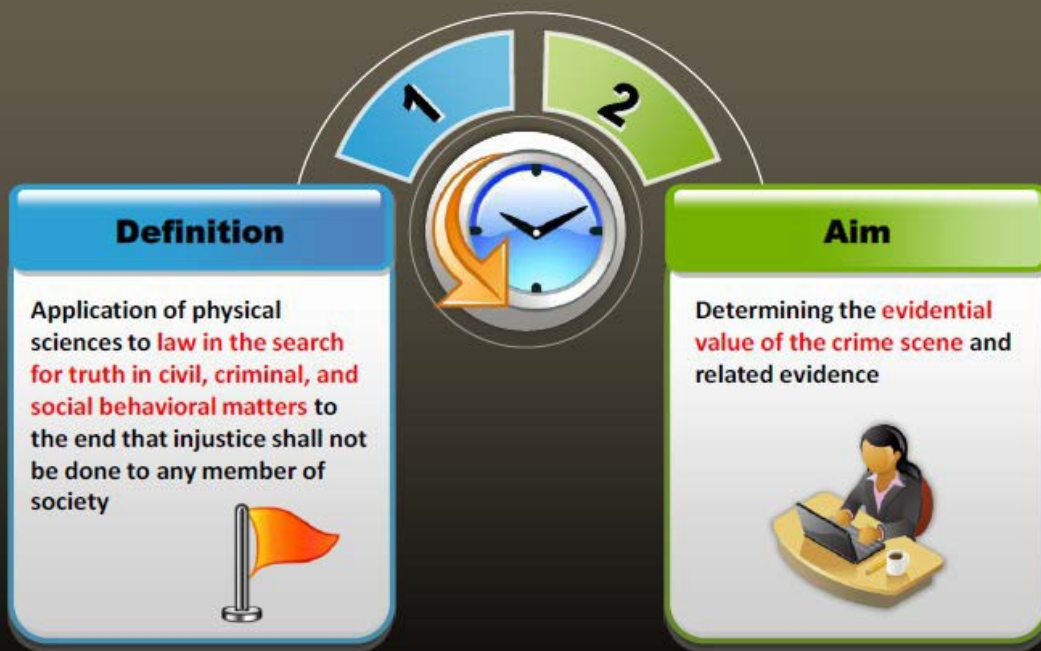 1
2
Definition
Application of physical
sciences to law in the search
for truth in civil, criminal, and
social behavioral matters to
the end that injustice shall not
be done to any member of
society
Aim
Determining the evidential
value of the crime scene and
related evidence